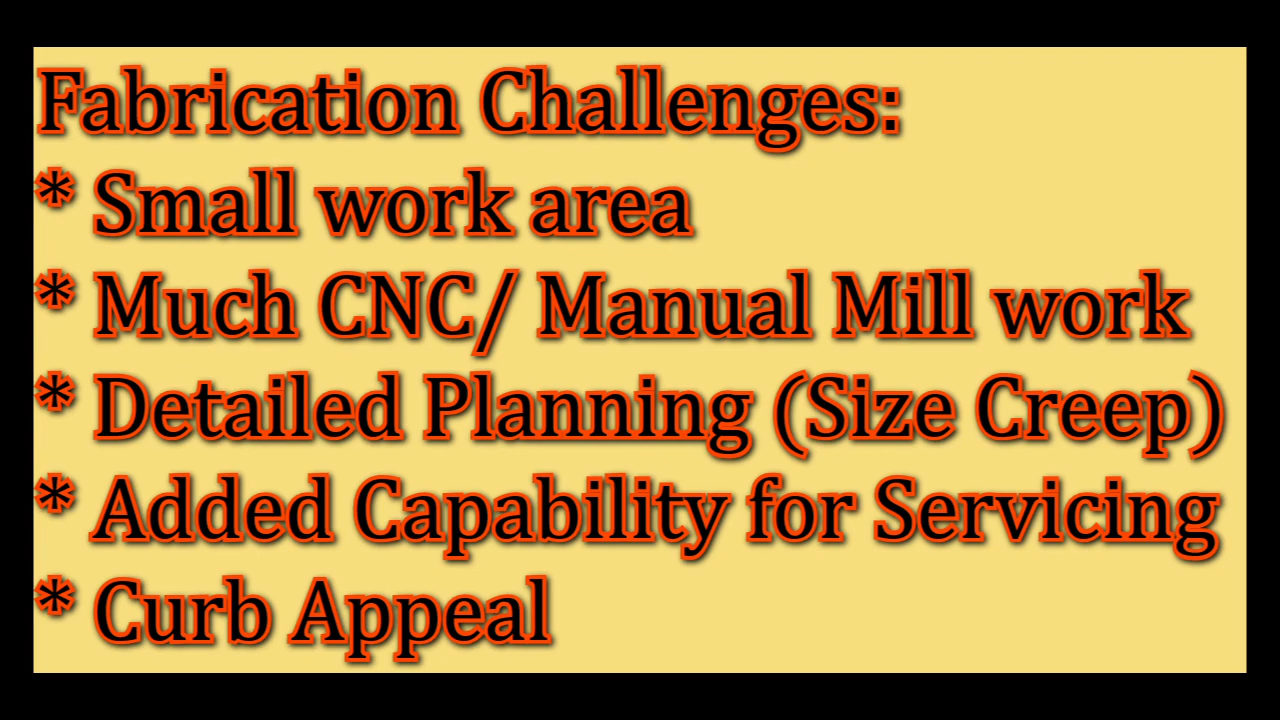 Fabrication Challenges:
* Small work area
* Much CNC/ Manual Mill work
* Detailed Planning (Size Creep)
* Added Capability for Servicing
* Curb Appeal